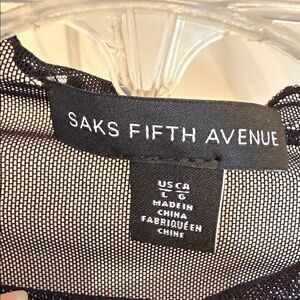 SAKS FIFTH AVENUE
US CA
L G
MADE IN
CHINA
FABRIQUÉ EN
CHINE